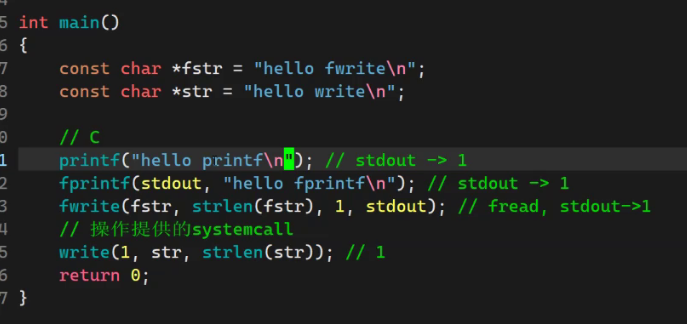 5 int main()
6 {
7     const char *fstr = "hello fwrite\n";
8     const char *str = "hello write\n";
9
0     // C
1     printf("hello printf\n"); // stdout -> 1
2     fprintf(stdout, "hello fprintf\n"); // stdout -> 1
3     fwrite(fstr, strlen(fstr), 1, stdout); // fread, stdout->1
4     // 操作提供的systemcall
5     write(1, str, strlen(str)); // 1
6     return 0;
7 }